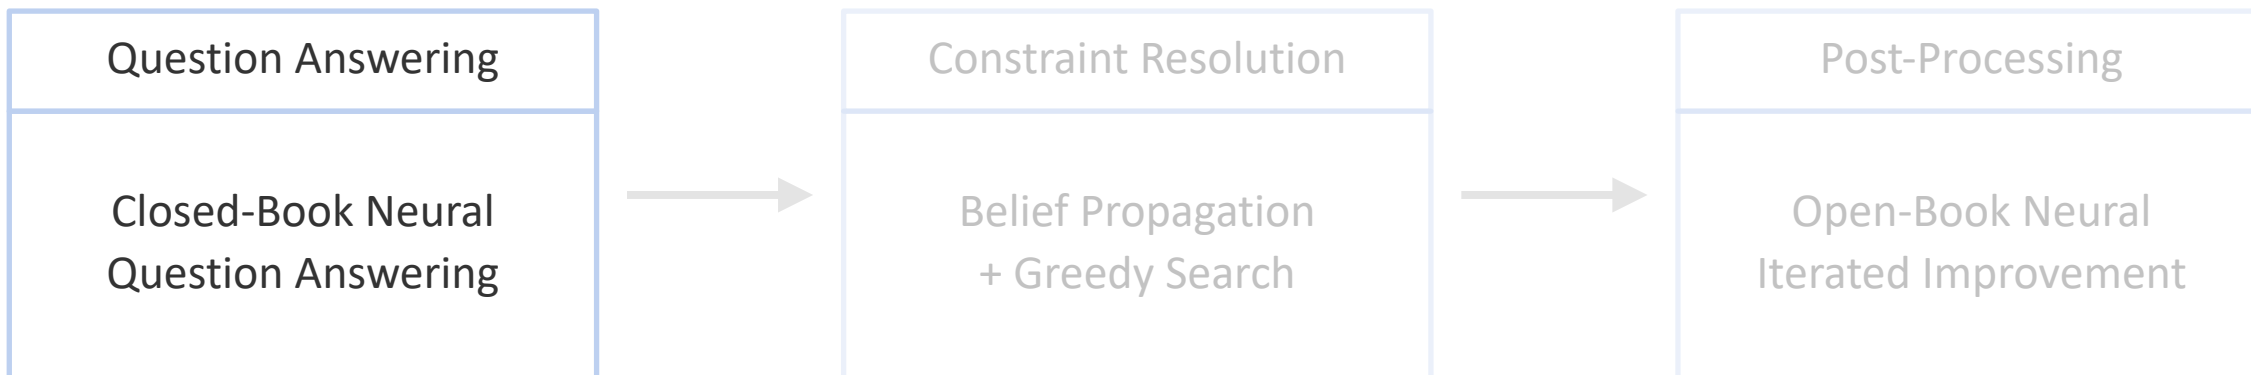 Question Answering
Closed-Book Neural
Question Answering
Constraint Resolution
Belief Propagation
+ Greedy Search
Post-Processing
Open-Book Neural
Iterated Improvement